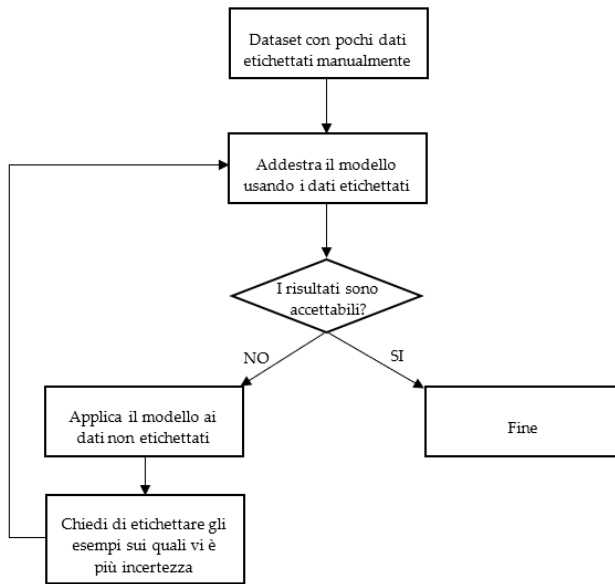 Dataset con pochi dati
etichettati manualmente
Addestra il modello
usando i dati etichettati
I risultati sono
accettabili?
NO
SI
Applica il modello ai
dati non etichettati
Fine
Chiedi di etichettare gli
esempi sui quali vi è
più incertezza